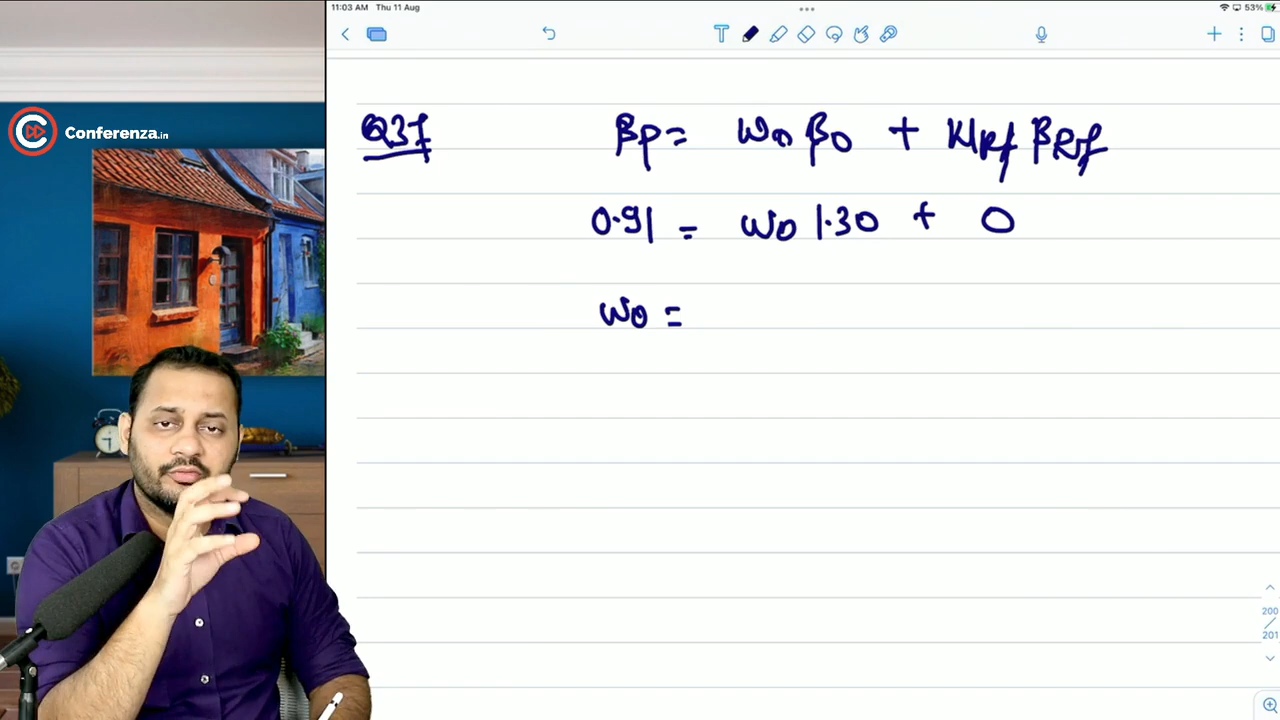 11:03 AM Thu 11 Aug
53%
Conferenza.in
Q37
βp = w0 β0 + WRf βRf
0.91 = w0 1.30 + 0
w0 =
200
201